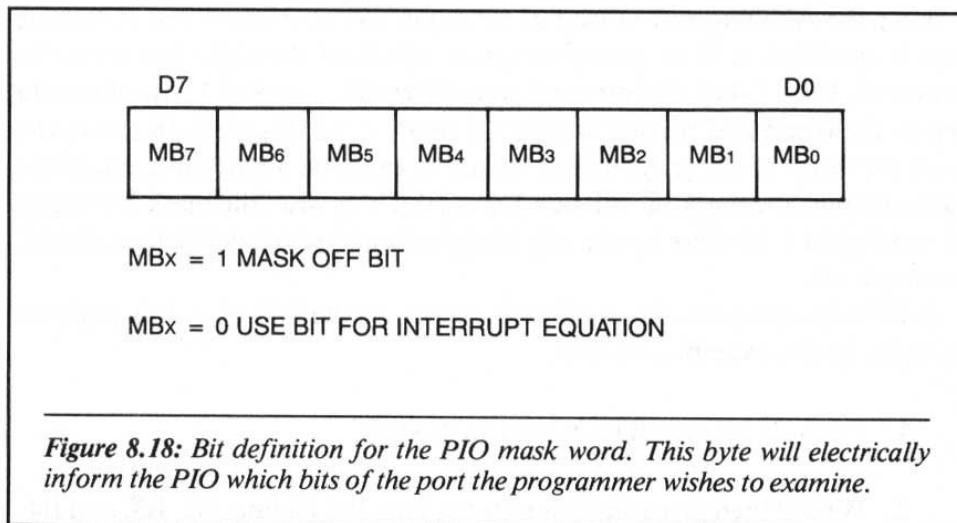 D7 D0
MB7 MB6 MB5 MB4 MB3 MB2 MB1 MB0
MBx = 1 MASK OFF BIT
MBx = 0 USE BIT FOR INTERRUPT EQUATION
Figure 8.18: Bit definition for the PIO mask word. This byte will electrically
inform the PIO which bits of the port the programmer wishes to examine.